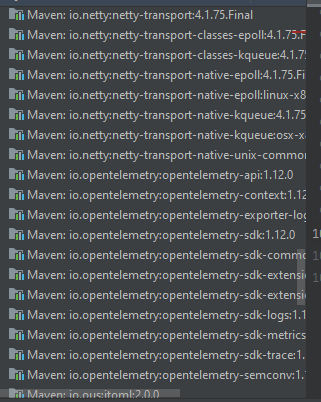 Maven: io.netty:netty-transport:4.1.75.Final
Maven: io.netty:netty-transport-classes-epoll:4.1.75.F
Maven: io.netty:netty-transport-classes-kqueue:4.1.75
Maven: io.netty:netty-transport-native-epoll:4.1.75.Fi
Maven: io.netty:netty-transport-native-epoll:linux-x8
Maven: io.netty:netty-transport-native-kqueue:4.1.75
Maven: io.netty:netty-transport-native-kqueue:osx-x
Maven: io.netty:netty-transport-native-unix-common
Maven: io.opentelemetry:opentelemetry-api:1.12.0
Maven: io.opentelemetry:opentelemetry-context:1.12
Maven: io.opentelemetry:opentelemetry-exporter-log
Maven: io.opentelemetry:opentelemetry-sdk:1.12.0
Maven: io.opentelemetry:opentelemetry-sdk-commo
Maven: io.opentelemetry:opentelemetry-sdk-extensi
Maven: io.opentelemetry:opentelemetry-sdk-extensi
Maven: io.opentelemetry:opentelemetry-sdk-logs:1.1
Maven: io.opentelemetry:opentelemetry-sdk-metrics
Maven: io.opentelemetry:opentelemetry-sdk-trace:1.
Maven: io.opentelemetry:opentelemetry-semconv:1.
Maven: io.ous:jtoml:2.0.0